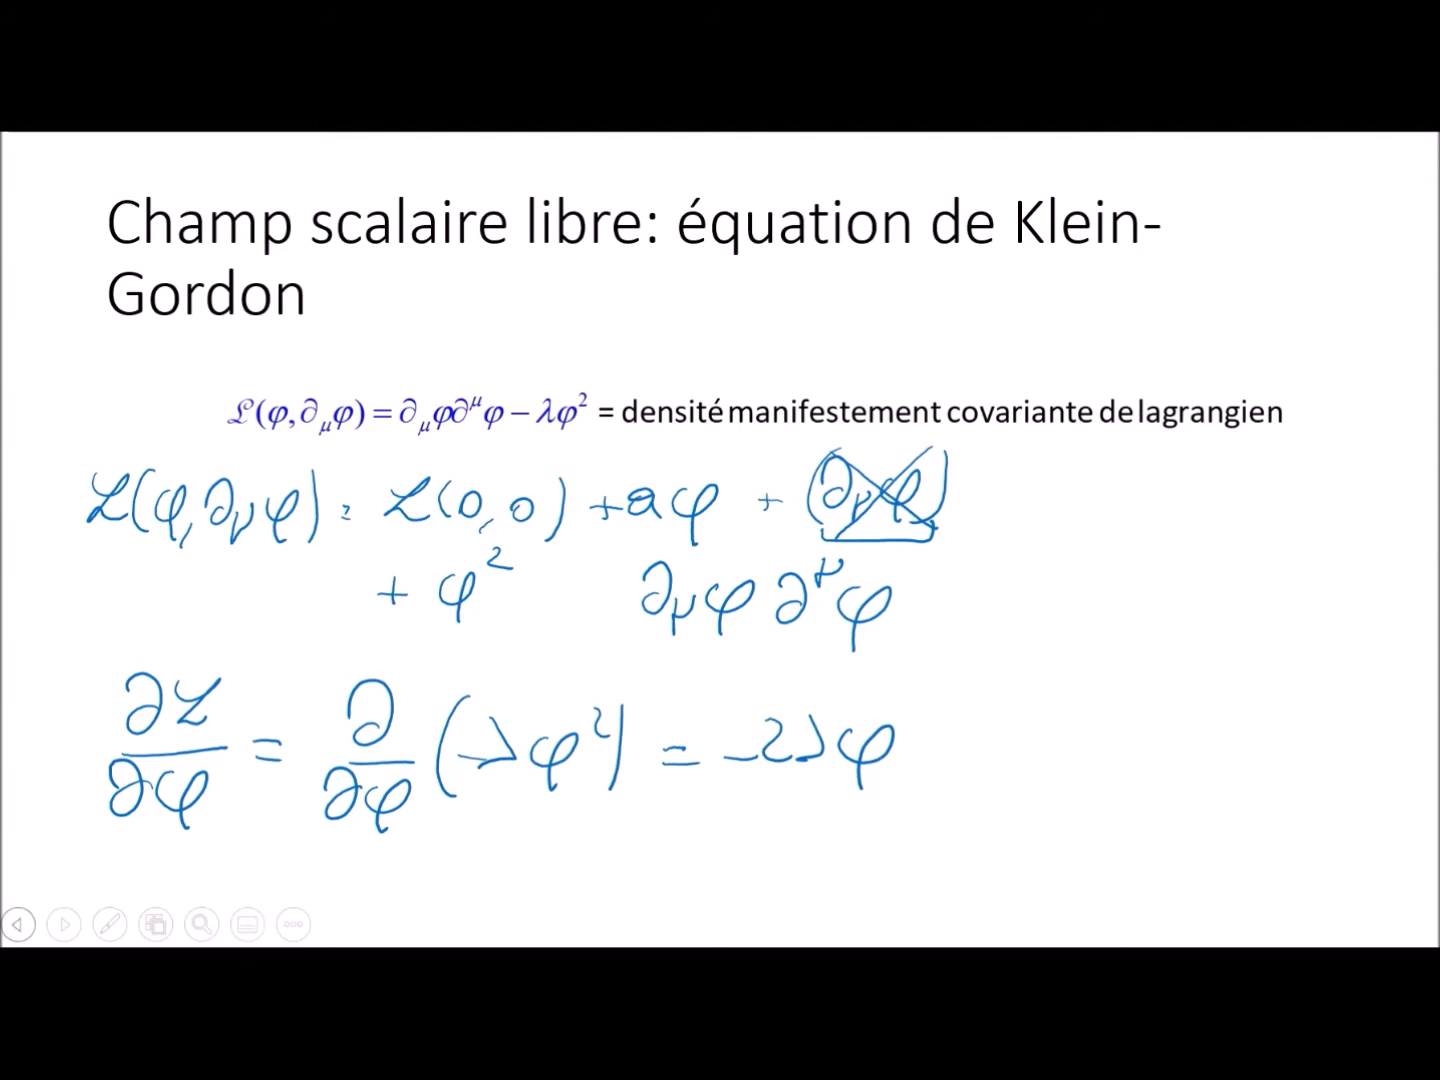 Champ scalaire libre: équation de Klein-
Gordon
ℒ(φ,∂_μφ) = ∂_μφ∂^μφ − λφ² = densité manifestement covariante de lagrangien
ℒ(φ,∂_μφ) = ℒ(0,0) + aφ + (∂_μφ)
+ φ² ∂_μφ ∂^μφ
∂ℒ/∂φ = ∂/∂φ (−λφ²) = −2λφ